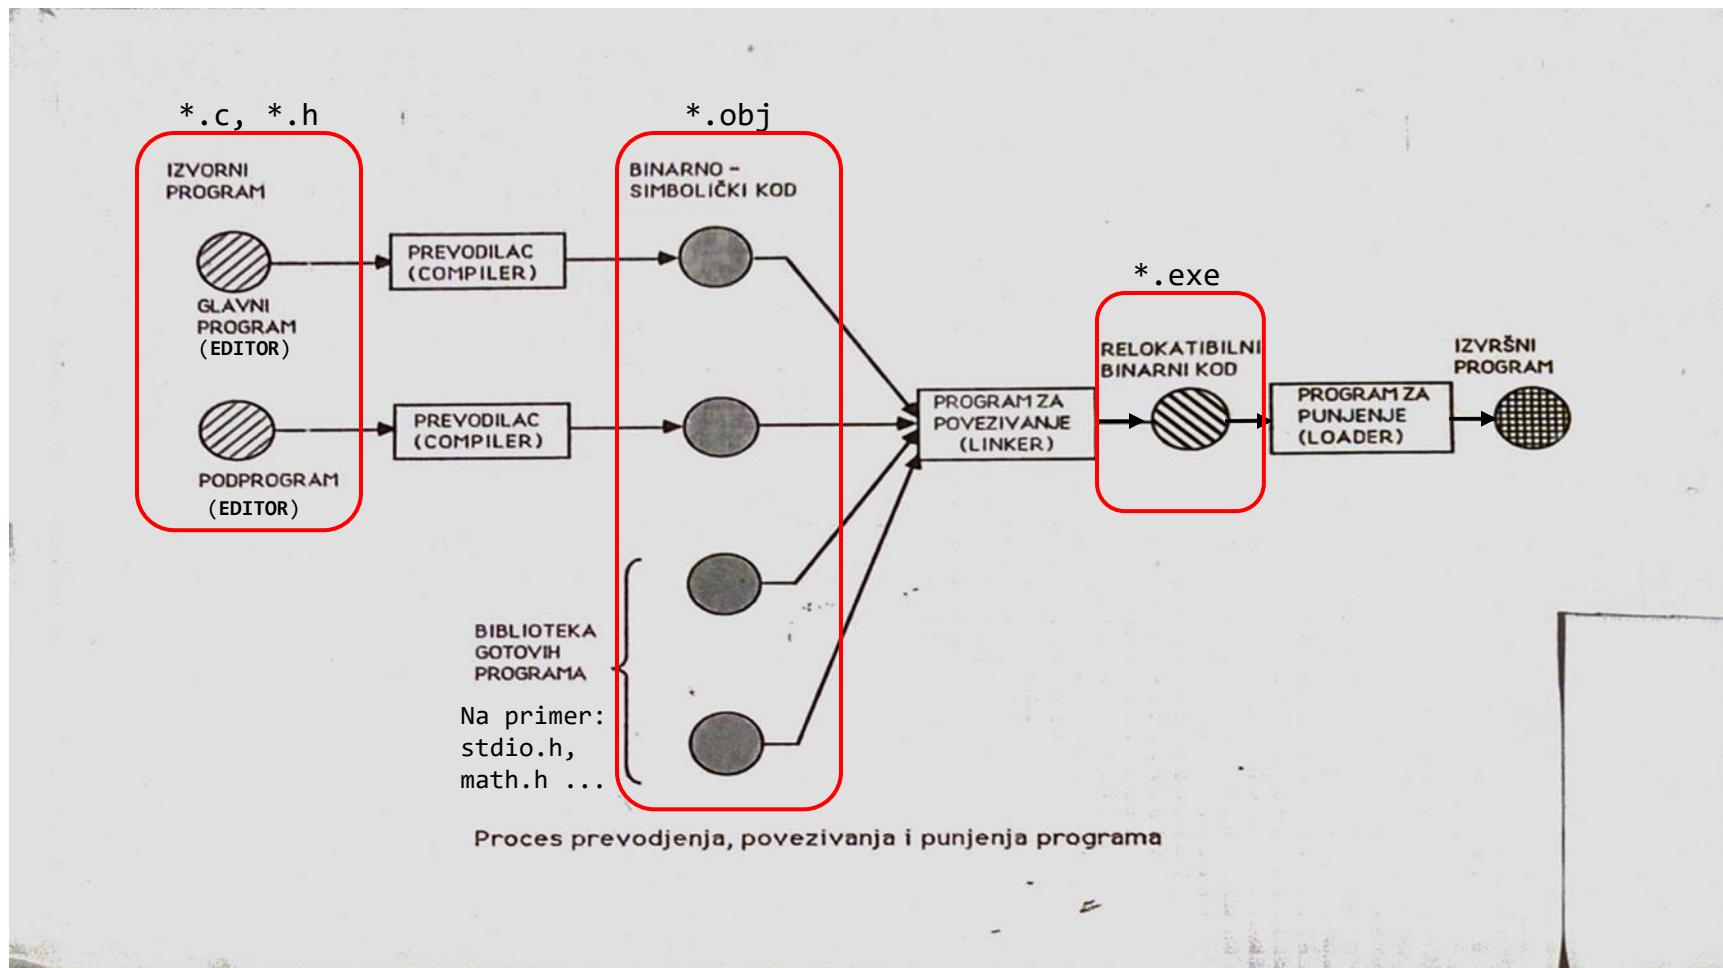 *.c, *.h
IZVORNI
PROGRAM
GLAVNI
PROGRAM
(EDITOR)
PODPROGRAM
(EDITOR)
PREVODILAC
(COMPILER)
PREVODILAC
(COMPILER)
*.obj
BINARNO -
SIMBOLIČKI KOD
BIBLIOTEKA
GOTOVIH
PROGRAMA
Na primer:
stdio.h,
math.h ...
PROGRAM ZA
POVEZIVANJE
(LINKER)
*.exe
RELOKATIBILNI
BINARNI KOD
PROGRAM ZA
PUNJENJE
(LOADER)
IZVRŠNI
PROGRAM
Proces prevodjenja, povezivanja i punjenja programa